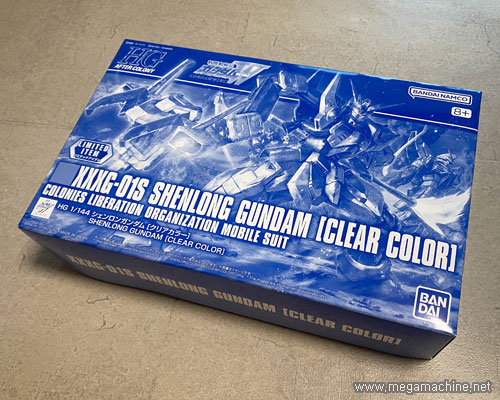 HG
AFTER COLONY
BANDAI NAMCO
8+
LIMITED
ITEM
XXXG-01S SHENLONG GUNDAM [CLEAR COLOR]
COLONIES LIBERATION ORGANIZATION MOBILE SUIT
HG 1/144 シェンロンガンダム [クリアカラー]
SHENLONG GUNDAM [CLEAR COLOR]
BAN
DAI
XXXG-01S SHENLONG GUNDAM [CLEAR COLOR]
www.megamachine.net